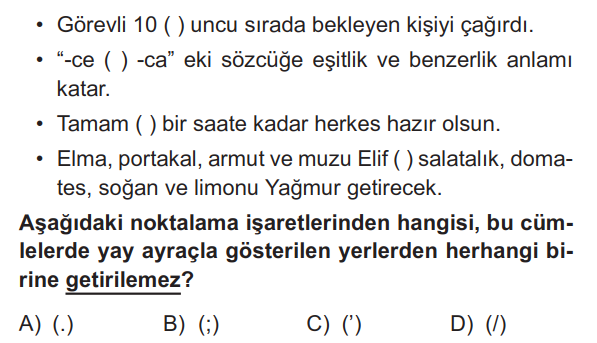 • Görevli 10 ( ) uncu sırada bekleyen kişiyi çağırdı.
• “-ce ( ) -ca” eki sözcüğe eşitlik ve benzerlik anlamı
katar.
• Tamam ( ) bir saate kadar herkes hazır olsun.
• Elma, portakal, armut ve muzu Elif ( ) salatalık, doma-
tes, soğan ve limonu Yağmur getirecek.
Aşağıdaki noktalama işaretlerinden hangisi, bu cüm-
lelerde yay ayraçla gösterilen yerlerden herhangi bi-
rine getirilemez?
A) (.) B) (;) C) (’) D) (/)